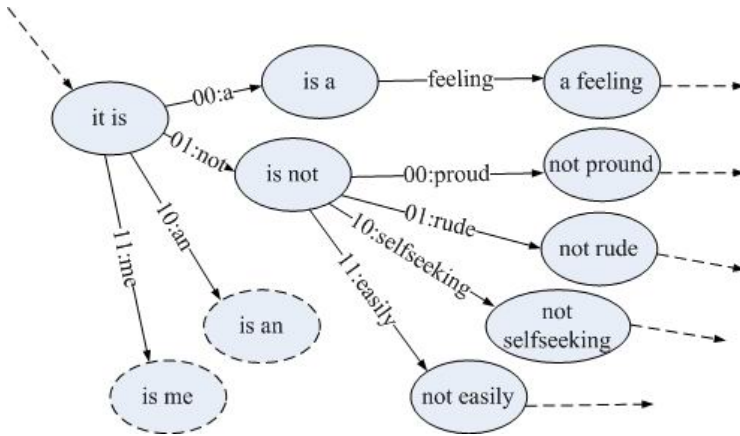 it is
00:a
is a
feeling
a feeling
01:not
is not
00:proud
not pround
01:rude
not rude
10:selfseeking
not
selfseeking
11:easily
not easily
10:an
is an
11:me
is me